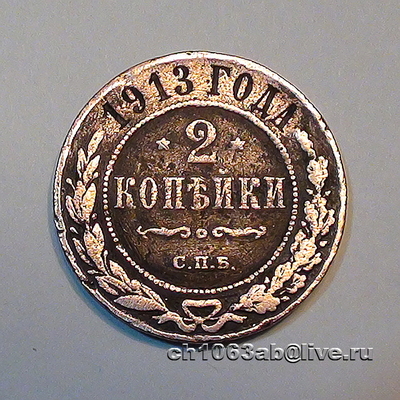 1913 ГОДА
2
КОПѢЙКИ
С.П.Б.
ch1063ab@live.ru